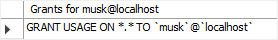 Grants for musk@localhost
GRANT USAGE ON *.* TO `musk`@`localhost`